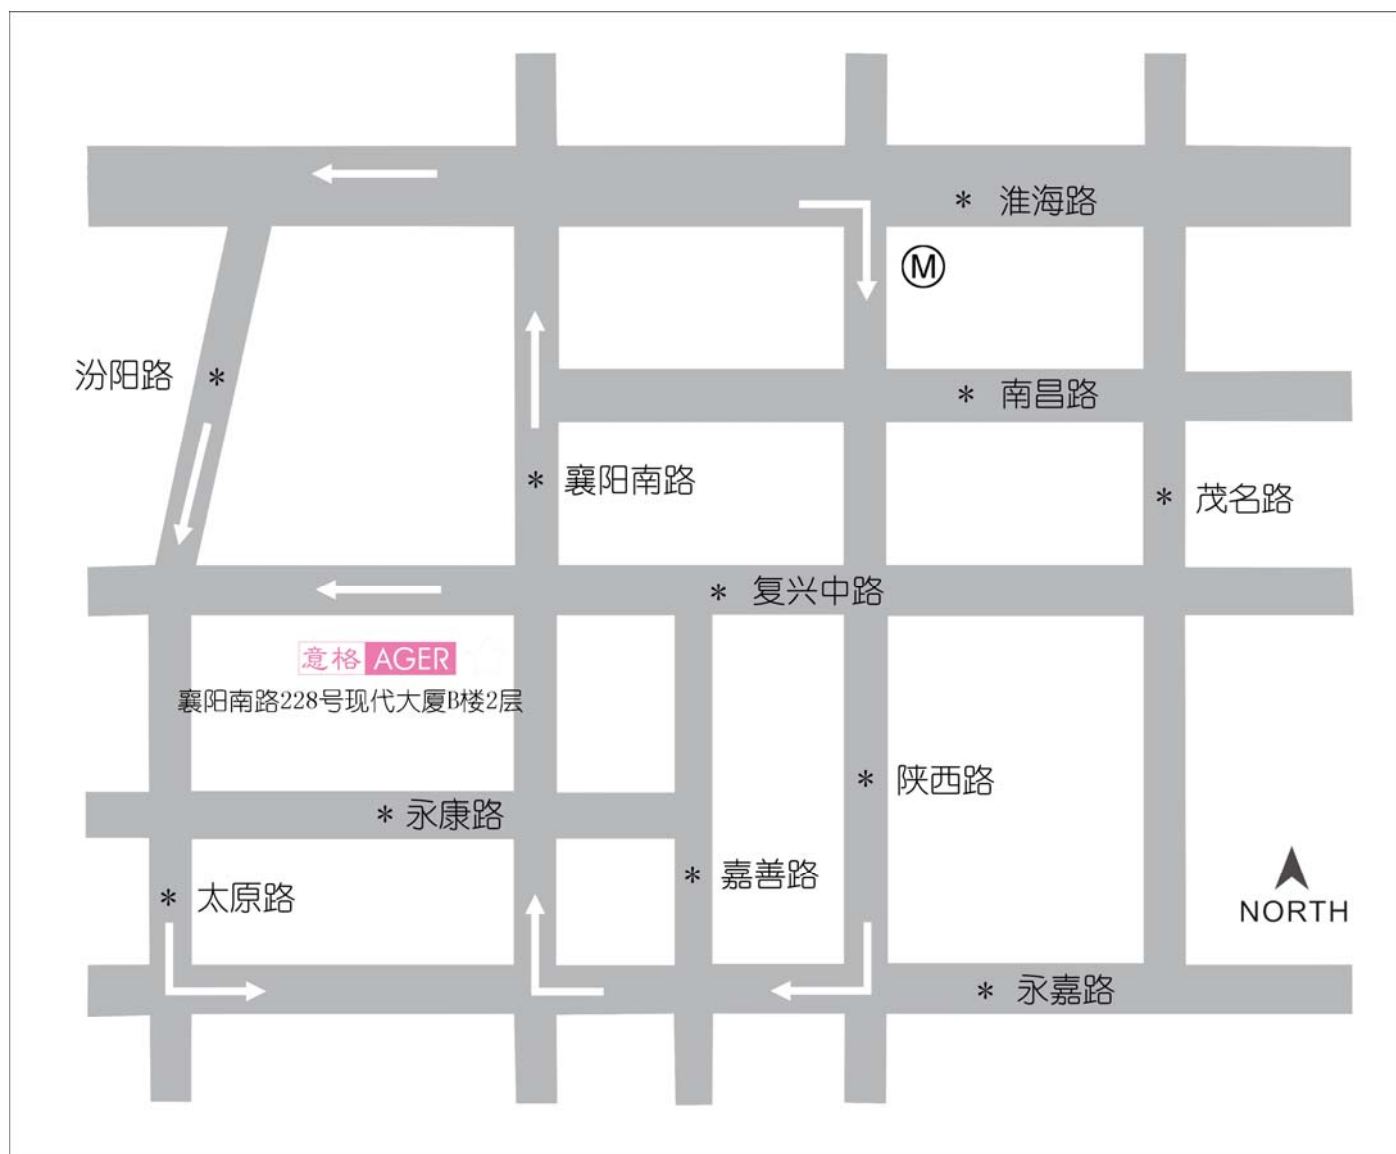 * 淮海路
M
汾阳路 *
* 南昌路
* 襄阳南路
* 茂名路
* 复兴中路
意格 AGER
襄阳南路228号现代大厦B楼2层
* 陕西路
* 永康路
* 嘉善路
* 太原路
NORTH
* 永嘉路